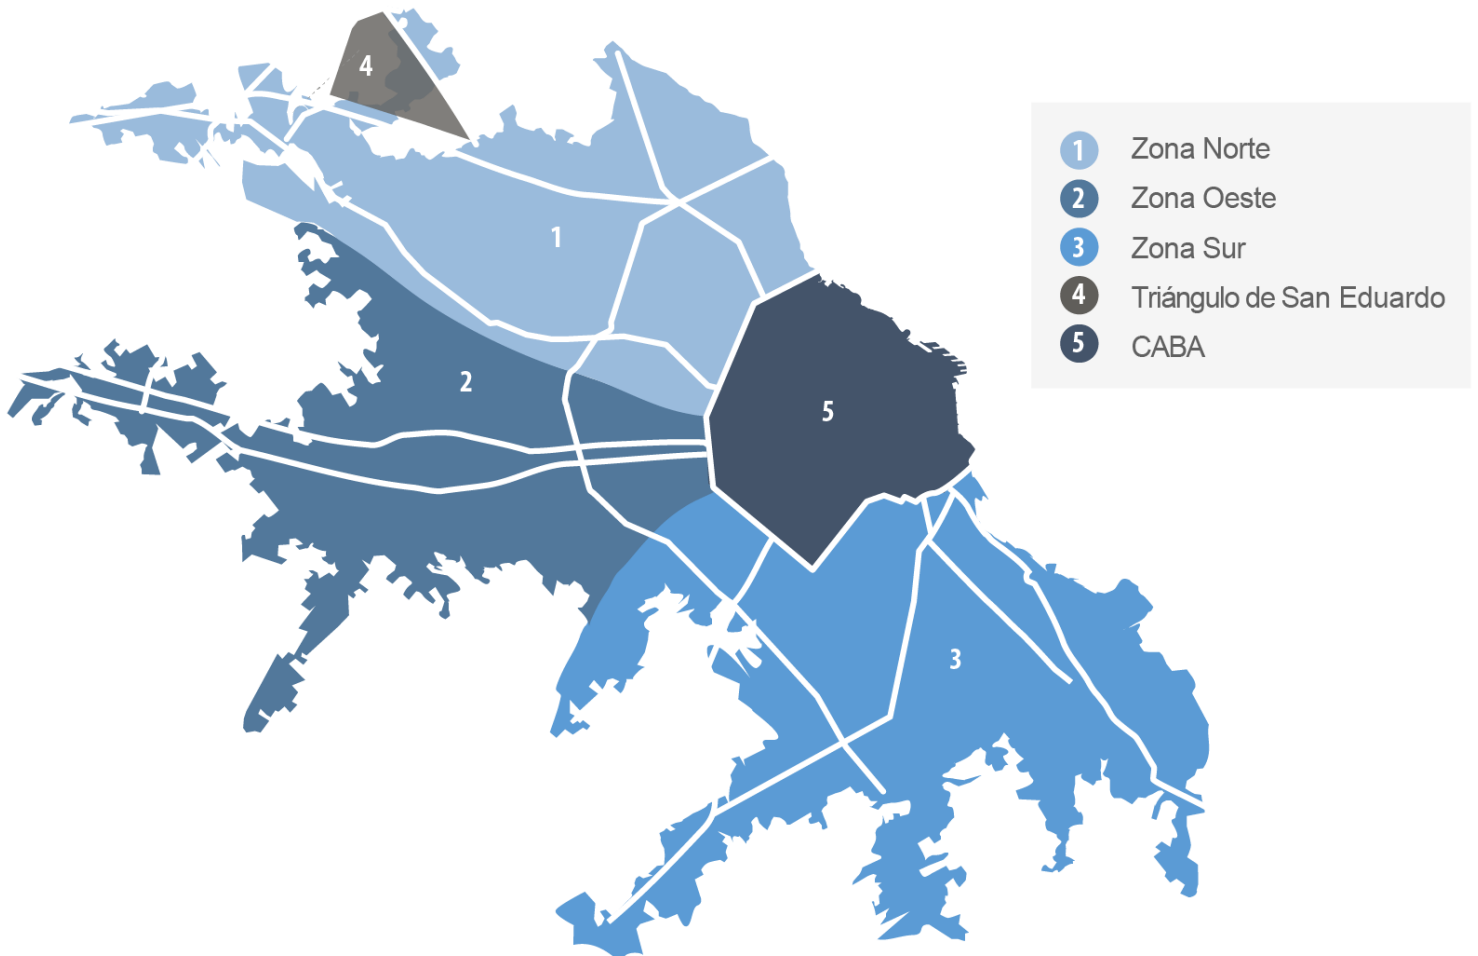 4
1
2
5
3
1 Zona Norte
2 Zona Oeste
3 Zona Sur
4 Triángulo de San Eduardo
5 CABA